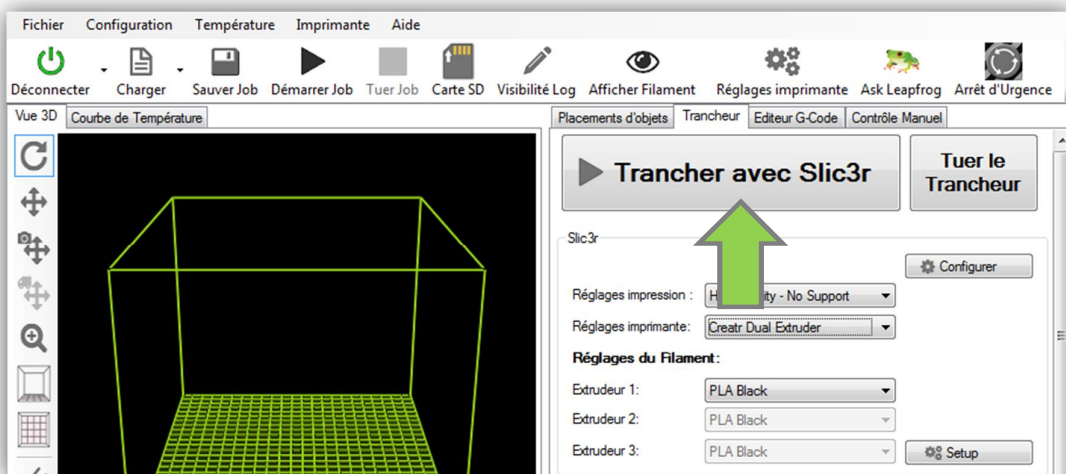 Fichier Configuration Température Imprimante Aide
Déconnecter Charger Sauver Job Démarrer Job Tuer Job Carte SD Visibilité Log Afficher Filament Réglages imprimante Ask Leapfrog Arrêt d'Urgence
Vue 3D Courbe de Température Placements d'objets Trancheur Editeur G-Code Contrôle Manuel
Trancher avec Slic3r Tuer le
Trancheur
Slic3r
Configurer
Réglages impression : H ity - No Support
Réglages imprimante: Creatr Dual Extruder
Réglages du Filament:
Extrudeur 1: PLA Black
Extrudeur 2: PLA Black
Extrudeur 3: PLA Black Setup